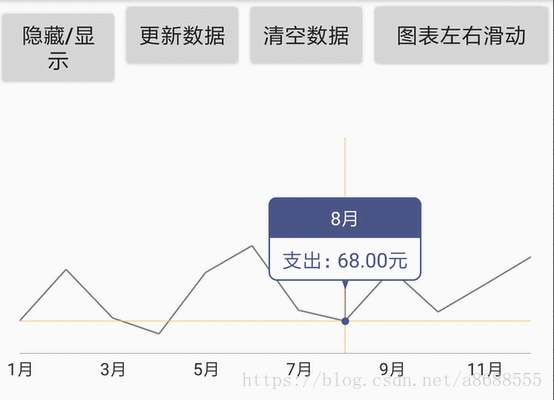 隐藏/显
示
更新数据
清空数据
图表左右滑动
8月
支出: 68.00元
1月
3月
5月
7月
9月
11月
https://blog.csdn.net/a8688555